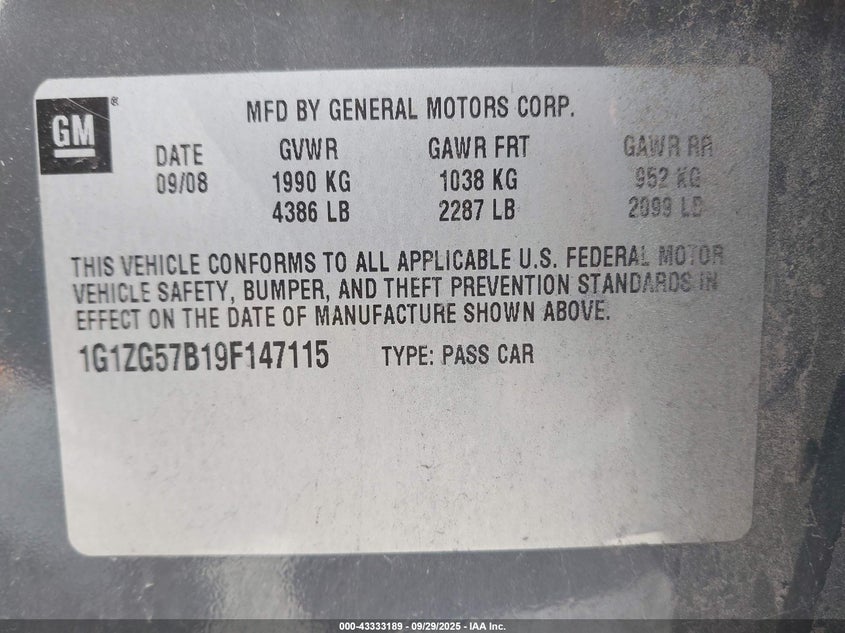 GM®
MFD BY GENERAL MOTORS CORP.
DATE GVWR GAWR FRT GAWR RR
09/08 1990 KG 1038 KG 952 KG
4386 LB 2287 LB 2099 LB
THIS VEHICLE CONFORMS TO ALL APPLICABLE U.S. FEDERAL MOTOR
VEHICLE SAFETY, BUMPER, AND THEFT PREVENTION STANDARDS IN
EFFECT ON THE DATE OF MANUFACTURE SHOWN ABOVE.
1G1ZG57B19F147115 TYPE: PASS CAR
000-43333189 - 09/29/2025 - IAA Inc.